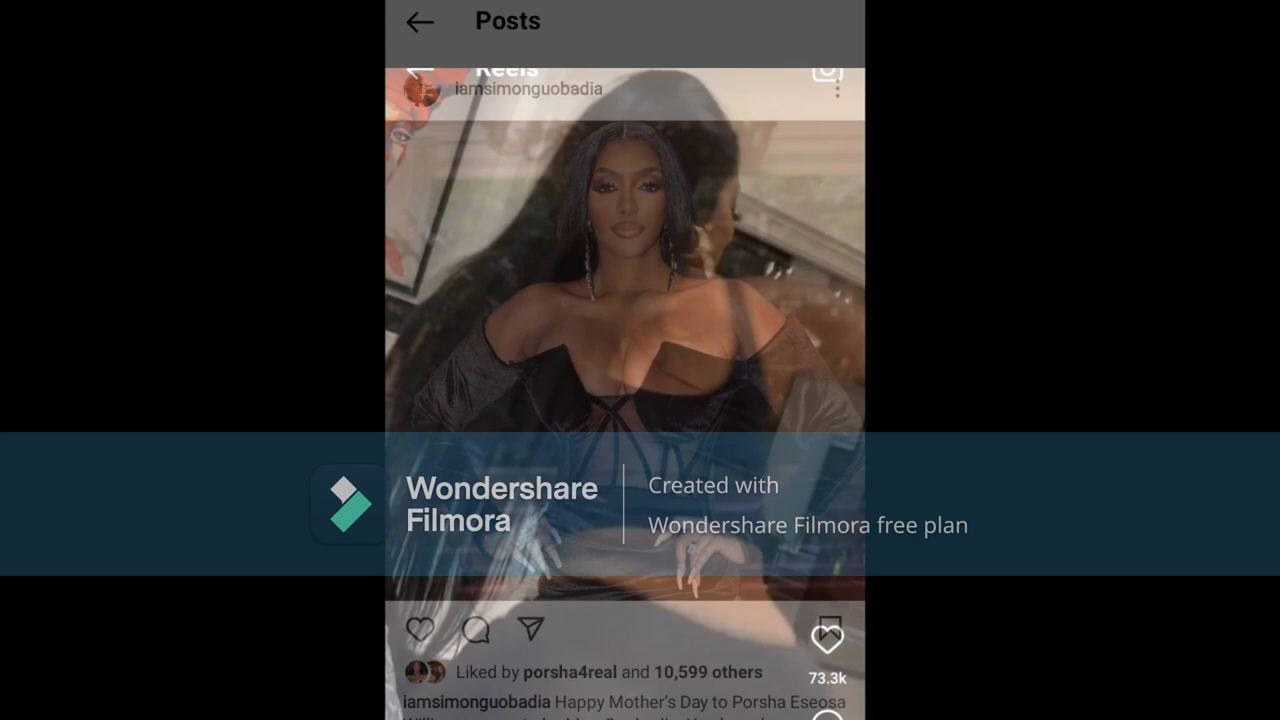 Posts
Reels
iamsimonguobadia
Wondershare
Filmora
Created with
Wondershare Filmora free plan
Liked by porsha4real and 10,599 others
73.3k
iamsimonguobadia Happy Mother's Day to Porsha Eseosa